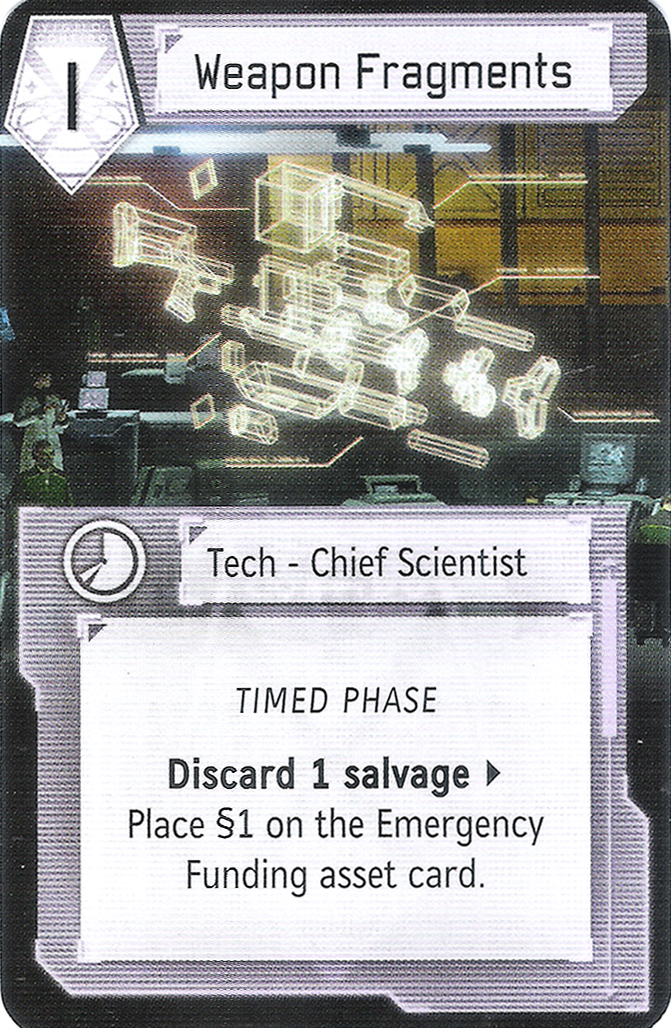 I
Weapon Fragments
Tech - Chief Scientist
TIMED PHASE
Discard 1 salvage ▶
Place §1 on the Emergency
Funding asset card.